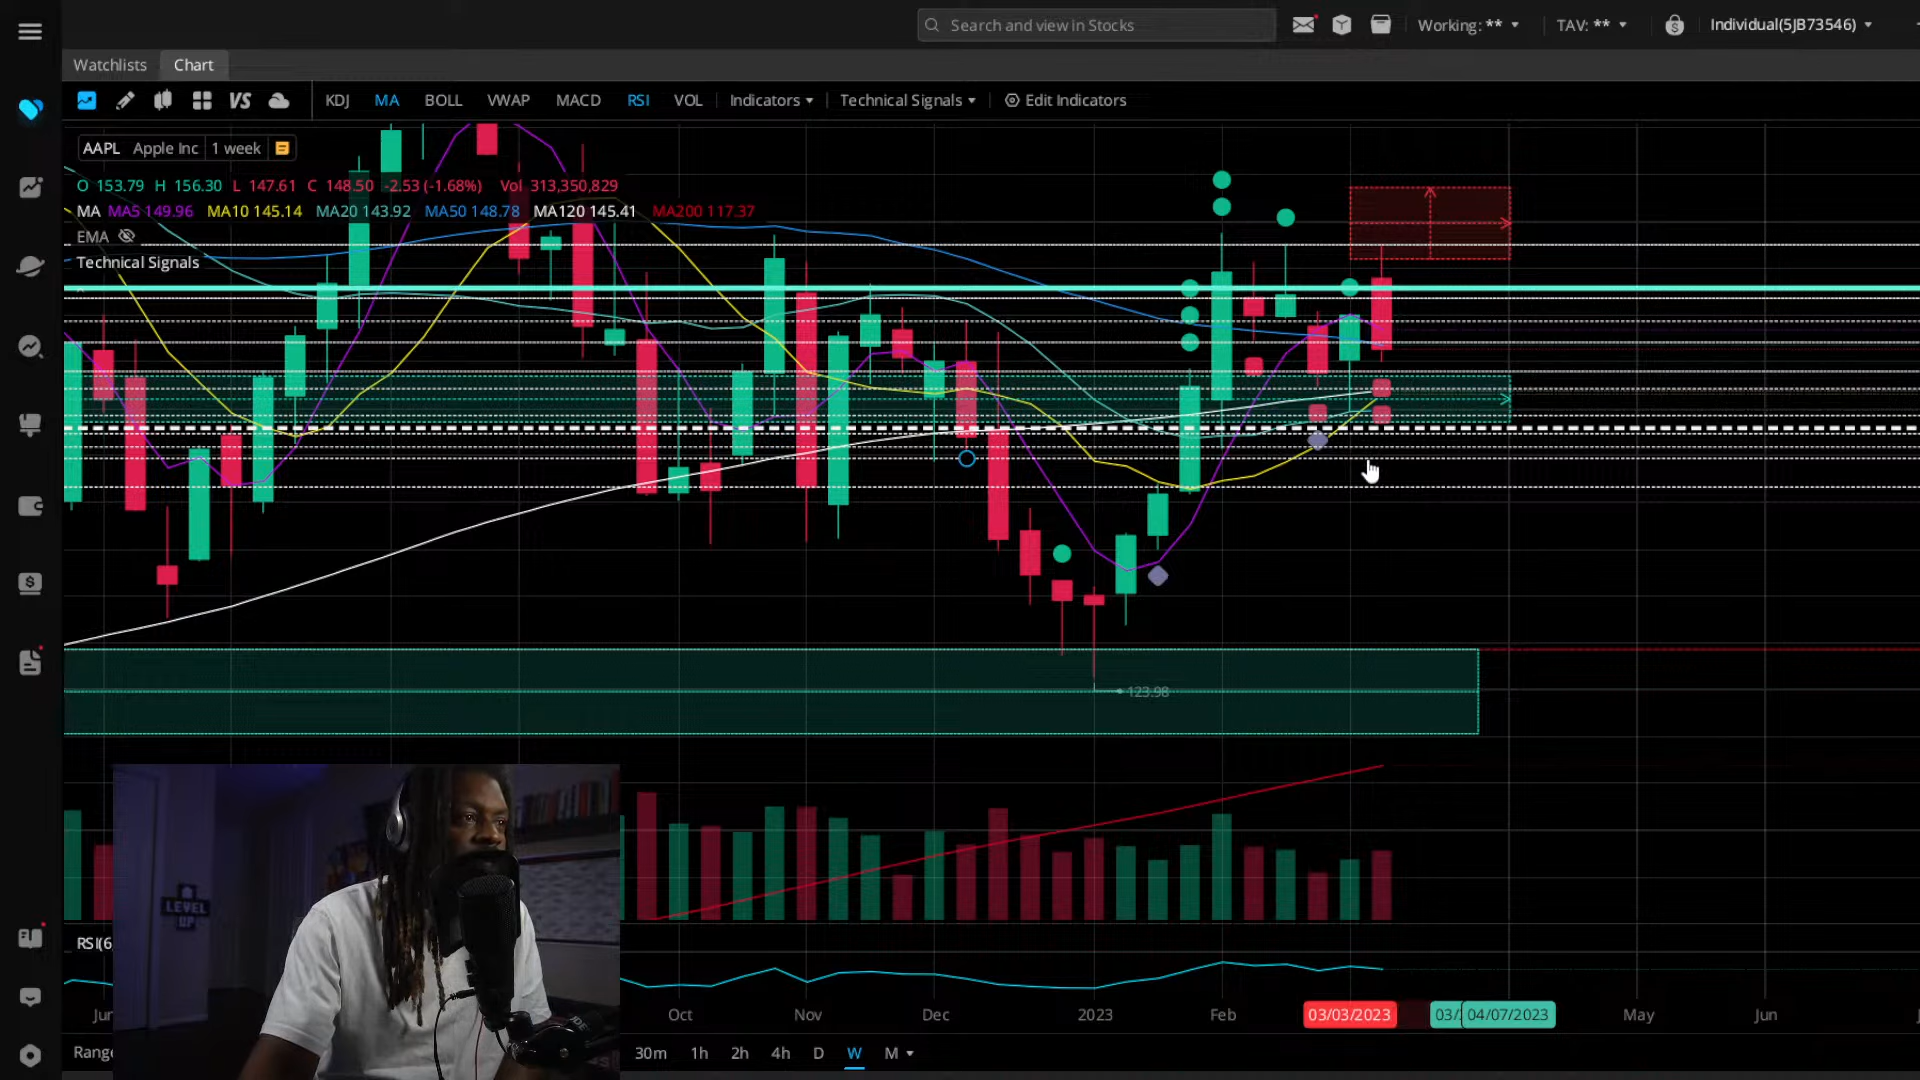 Search and view in Stocks
Working: **
TAV: **
Individual(5JB73546)
Watchlists
Chart
VS
KDJ
MA
BOLL
VWAP
MACD
RSI
VOL
Indicators
Technical Signals
Edit Indicators
AAPL Apple Inc 1 week
O 153.79 H 156.30 L 147.61 C 148.50 -2.53 (-1.68%) Vol 313,350,829
MA MA5 149.96 MA10 145.14 MA20 143.92 MA50 148.78 MA120 145.41 MA200 117.37
EMA
Technical Signals
123.98
LEVEL
UP
RSI(6,
Oct
Nov
Dec
2023
Feb
03/03/2023
03/
04/07/2023
May
Jun
30m
1h
2h
4h
D
W
M